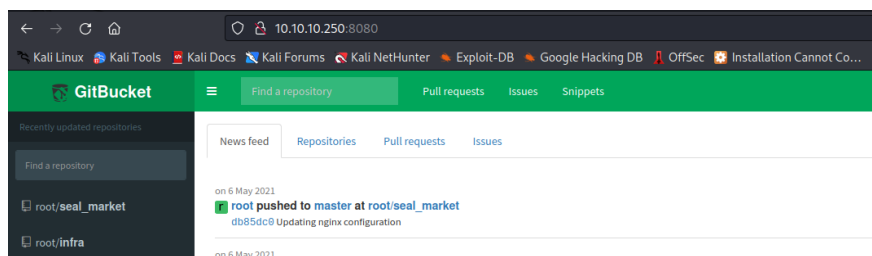 10.10.10.250:8080
Kali Linux Kali Tools Kali Docs Kali Forums Kali NetHunter Exploit-DB Google Hacking DB OffSec Installation Cannot Co...
GitBucket Find a repository Pull requests Issues Snippets
Recently updated repositories
News feed Repositories Pull requests Issues
Find a repository
on 6 May 2021
r root pushed to master at root/seal_market
root/seal_market
db85dc0 Updating nginx configuration
root/infra
on 6 May 2021